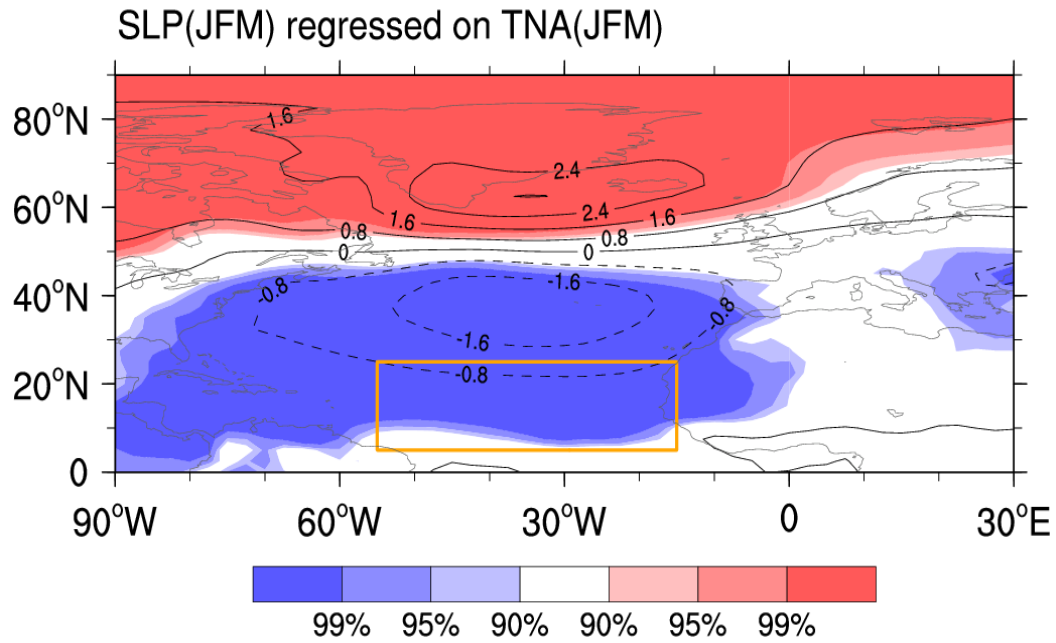 SLP(JFM) regressed on TNA(JFM)
80°N
1.6
2.4
60°N
1.6 2.4 1.6
0.8 0.8
0 0
-0.8 -1.6
40°N
-0.8
-1.6
-0.8
20°N
0
90°W 60°W 30°W 0 30°E
99% 95% 90% 90% 95% 99%